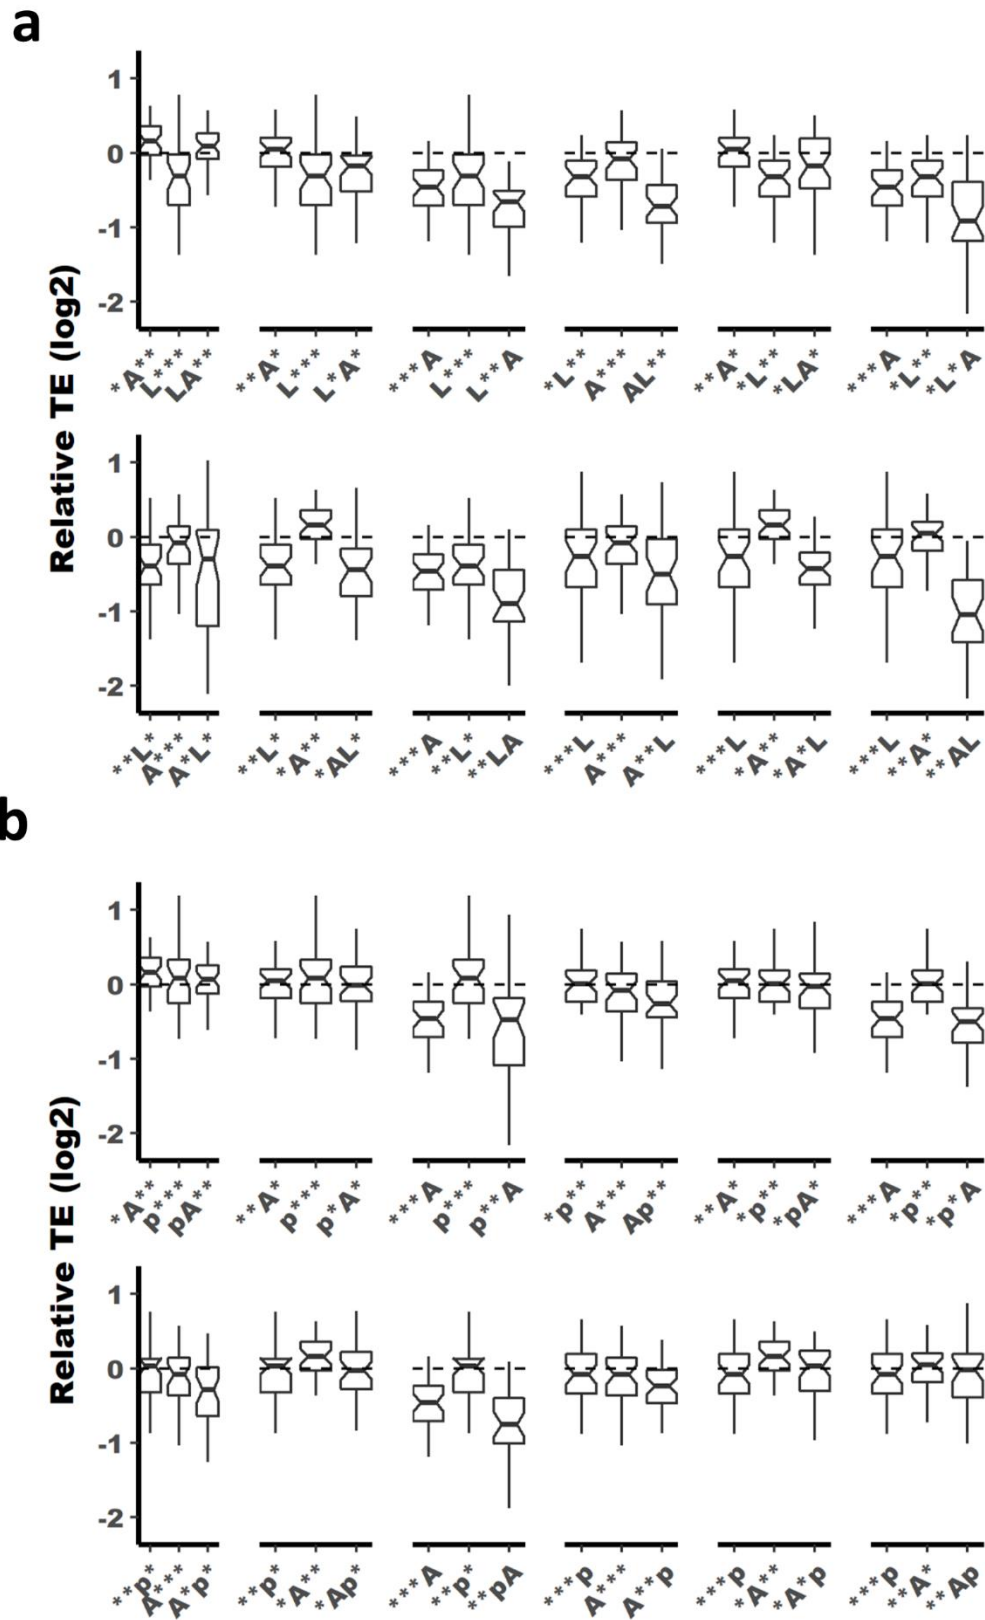 a
Relative TE (log2)
1
0
-1
-2
*A** L*** LA** **A* L*** L*A* ***A L*** L**A *L** A*** AL** **A* *L** *LA* ***A *L** *L*A
1
0
-1
-2
**L* A*** A*L* **L* *A** *AL* ***A **L* **LA ***L A*** A**L ***L *A** *A*L ***L **A* **AL
b
Relative TE (log2)
1
0
-1
-2
*A** p*** pA** **A* p*** p*A* ***A p*** p**A *p** A*** Ap** **A* *p** *pA* ***A *p** *p*A
1
0
-1
-2
**p* A*** A*p* **p* *A** *Ap* ***A **p* **pA ***p A*** A**p ***p *A** *A*p ***p **A* **Ap